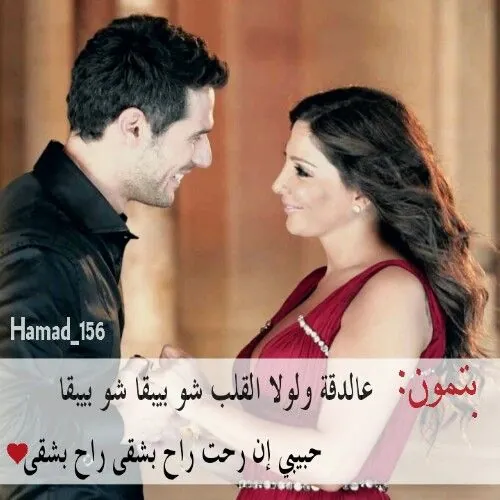 Hamad_156
بتمون: عالدقة ولولا القلب شو بيبقا شو بيبقا
حبيبي إن رحت راح بشقى راح بشقى